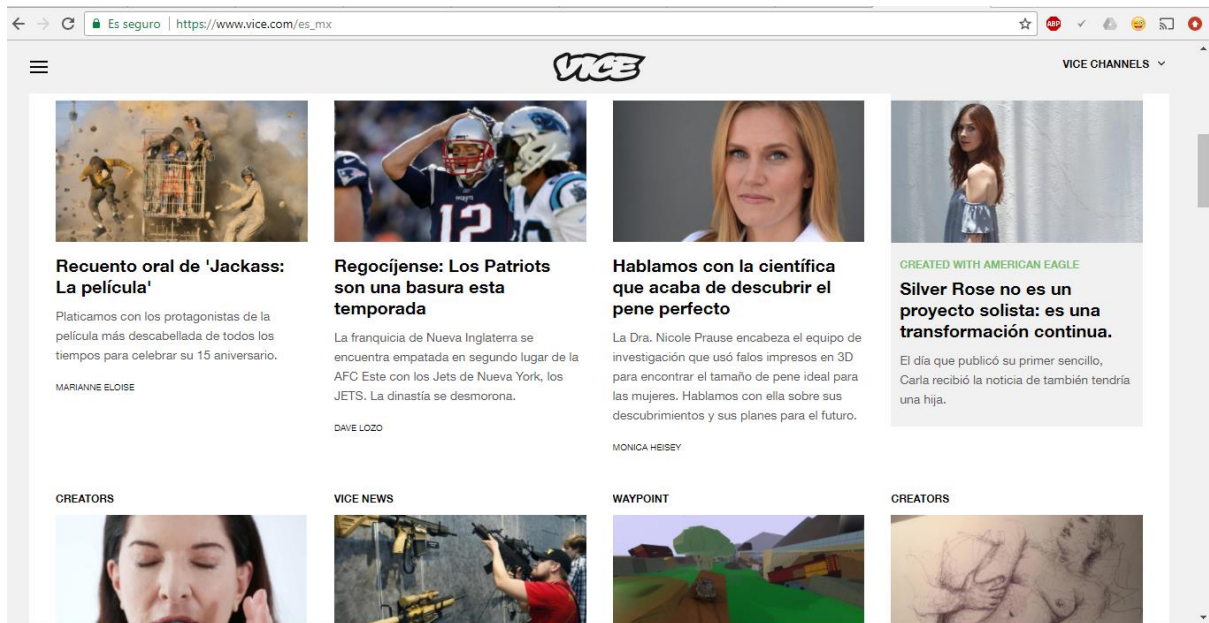 Es seguro | https://www.vice.com/es_mx
ABP
VICE
VICE CHANNELS
Recuento oral de 'Jackass:
La película'
Platicamos con los protagonistas de la
película más descabellada de todos los
tiempos para celebrar su 15 aniversario.
MARIANNE ELOISE
PATRIOTS
12
Regocíjense: Los Patriots
son una basura esta
temporada
La franquicia de Nueva Inglaterra se
encuentra empatada en segundo lugar de la
AFC Este con los Jets de Nueva York, los
JETS. La dinastía se desmorona.
DAVE LOZO
Hablamos con la científica
que acaba de descubrir el
pene perfecto
La Dra. Nicole Prause encabeza el equipo de
investigación que usó falos impresos en 3D
para encontrar el tamaño de pene ideal para
las mujeres. Hablamos con ella sobre sus
descubrimientos y sus planes para el futuro.
MONICA HEISEY
CREATED WITH AMERICAN EAGLE
Silver Rose no es un
proyecto solista: es una
transformación continua.
El día que publicó su primer sencillo,
Carla recibió la noticia de también tendría
una hija.
CREATORS
VICE NEWS
WAYPOINT
CREATORS